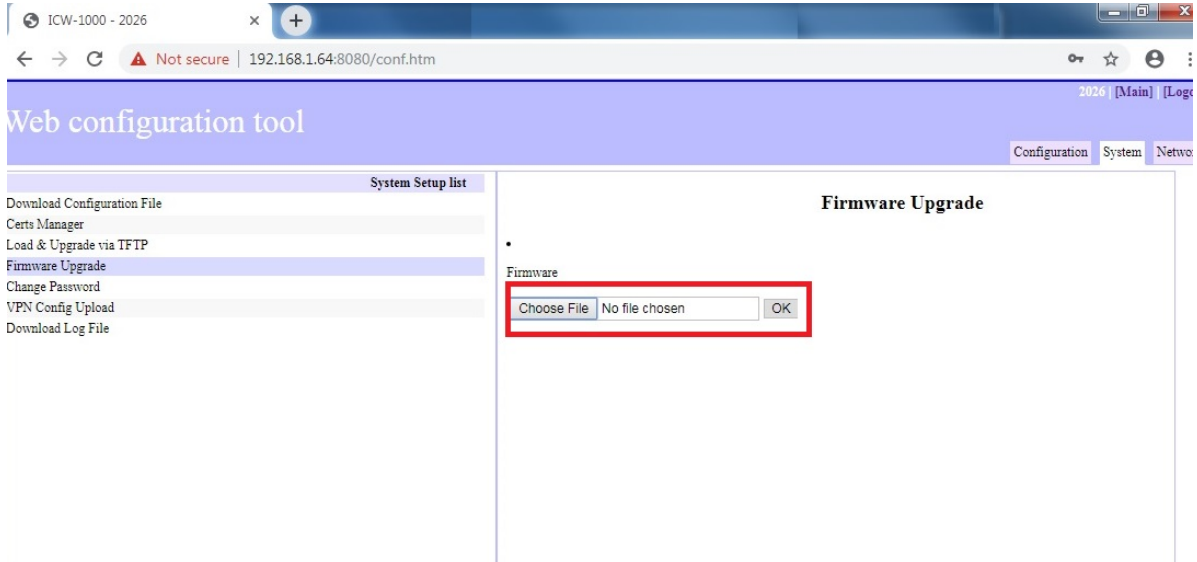 ICW-1000 - 2026
Not secure | 192.168.1.64:8080/conf.htm
2026 | [Main] | [Logo
Web configuration tool
Configuration System Networ
System Setup list
Download Configuration File
Certs Manager
Load & Upgrade via TFTP
Firmware Upgrade
Change Password
VPN Config Upload
Download Log File
Firmware Upgrade
•
Firmware
Choose File No file chosen OK